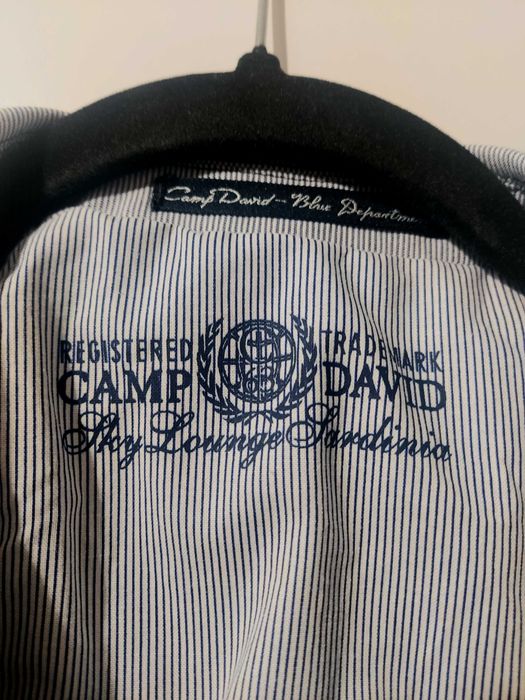 Camp David - Blue Departme
REGISTERED TRADEMARK
CAMP DAVID
Sky Lounge Sardinia